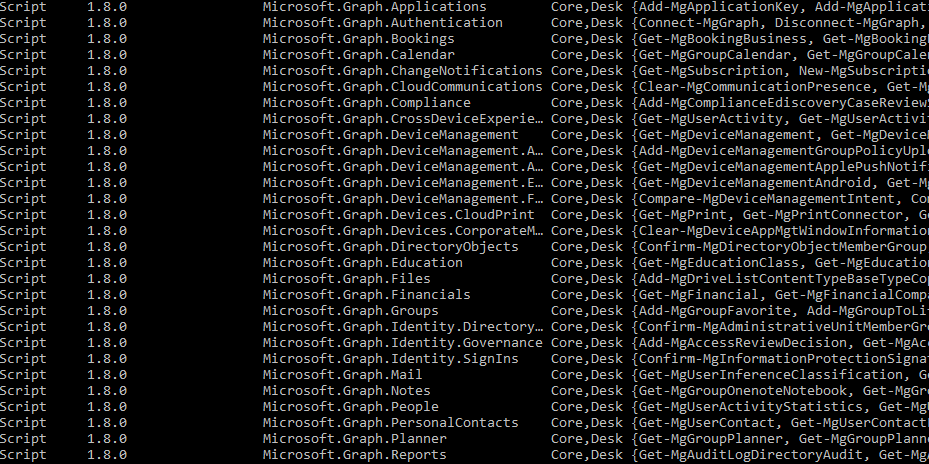 Script 1.8.0 Microsoft.Graph.Applications Core,Desk {Add-MgApplicationKey, Add-MgApplicat
Script 1.8.0 Microsoft.Graph.Authentication Core,Desk {Connect-MgGraph, Disconnect-MgGraph,
Script 1.8.0 Microsoft.Graph.Bookings Core,Desk {Get-MgBookingBusiness, Get-MgBooking
Script 1.8.0 Microsoft.Graph.Calendar Core,Desk {Get-MgGroupCalendar, Get-MgGroupCale
Script 1.8.0 Microsoft.Graph.ChangeNotifications Core,Desk {Get-MgSubscription, New-MgSubscripti
Script 1.8.0 Microsoft.Graph.CloudCommunications Core,Desk {Clear-MgCommunicationPresence, Get-M
Script 1.8.0 Microsoft.Graph.Compliance Core,Desk {Add-MgComplianceEdiscoveryCaseReviewS
Script 1.8.0 Microsoft.Graph.CrossDeviceExperie… Core,Desk {Get-MgUserActivity, Get-MgUserActivit
Script 1.8.0 Microsoft.Graph.DeviceManagement Core,Desk {Get-MgDeviceManagement, Get-MgDeviceM
Script 1.8.0 Microsoft.Graph.DeviceManagement.A… Core,Desk {Add-MgDeviceManagementGroupPolicyUpl
Script 1.8.0 Microsoft.Graph.DeviceManagement.A… Core,Desk {Get-MgDeviceManagementApplePushNotif
Script 1.8.0 Microsoft.Graph.DeviceManagement.E… Core,Desk {Get-MgDeviceManagementAndroid, Get-M
Script 1.8.0 Microsoft.Graph.DeviceManagement.F… Core,Desk {Compare-MgDeviceManagementIntent, Co
Script 1.8.0 Microsoft.Graph.Devices.CloudPrint Core,Desk {Get-MgPrint, Get-MgPrintConnector, G
Script 1.8.0 Microsoft.Graph.Devices.CorporateM… Core,Desk {Clear-MgDeviceAppMgtWindowInformation
Script 1.8.0 Microsoft.Graph.DirectoryObjects Core,Desk {Confirm-MgDirectoryObjectMemberGroup
Script 1.8.0 Microsoft.Graph.Education Core,Desk {Get-MgEducationClass, Get-MgEducation
Script 1.8.0 Microsoft.Graph.Files Core,Desk {Add-MgDriveListContentTypeBaseTypeCop
Script 1.8.0 Microsoft.Graph.Financials Core,Desk {Get-MgFinancial, Get-MgFinancialCompa
Script 1.8.0 Microsoft.Graph.Groups Core,Desk {Add-MgGroupFavorite, Add-MgGroupToLif
Script 1.8.0 Microsoft.Graph.Identity.Directory… Core,Desk {Confirm-MgAdministrativeUnitMemberGr
Script 1.8.0 Microsoft.Graph.Identity.Governance Core,Desk {Add-MgAccessReviewDecision, Get-MgAc
Script 1.8.0 Microsoft.Graph.Identity.SignIns Core,Desk {Confirm-MgInformationProtectionSignat
Script 1.8.0 Microsoft.Graph.Mail Core,Desk {Get-MgUserInferenceClassification, G
Script 1.8.0 Microsoft.Graph.Notes Core,Desk {Get-MgGroupOnenoteNotebook, Get-MgGr
Script 1.8.0 Microsoft.Graph.People Core,Desk {Get-MgUserActivityStatistics, Get-Mg
Script 1.8.0 Microsoft.Graph.PersonalContacts Core,Desk {Get-MgUserContact, Get-MgUserContactE
Script 1.8.0 Microsoft.Graph.Planner Core,Desk {Get-MgGroupPlanner, Get-MgGroupPlann
Script 1.8.0 Microsoft.Graph.Reports Core,Desk {Get-MgAuditLogDirectoryAudit, Get-MgA